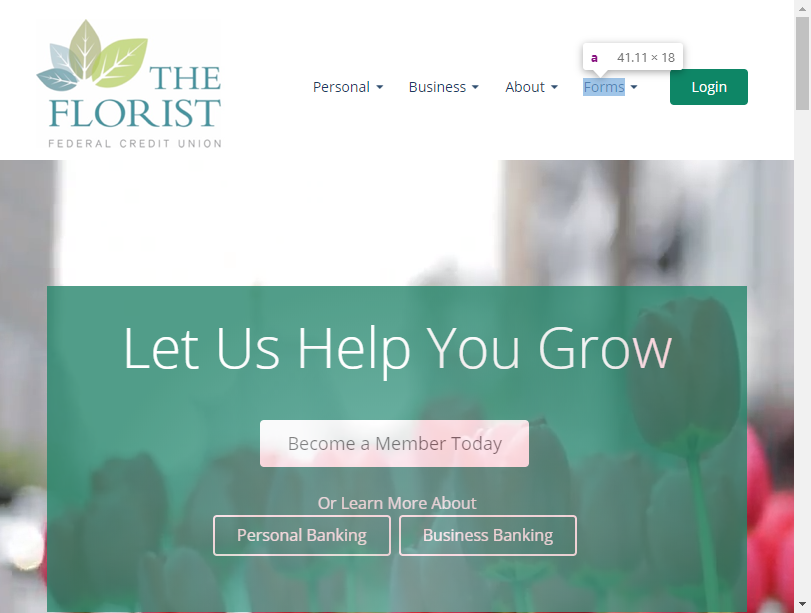 THE
FLORIST
FEDERAL CREDIT UNION
a 41.11 × 18
Personal Business About Forms Login
Let Us Help You Grow
Become a Member Today
Or Learn More About
Personal Banking Business Banking